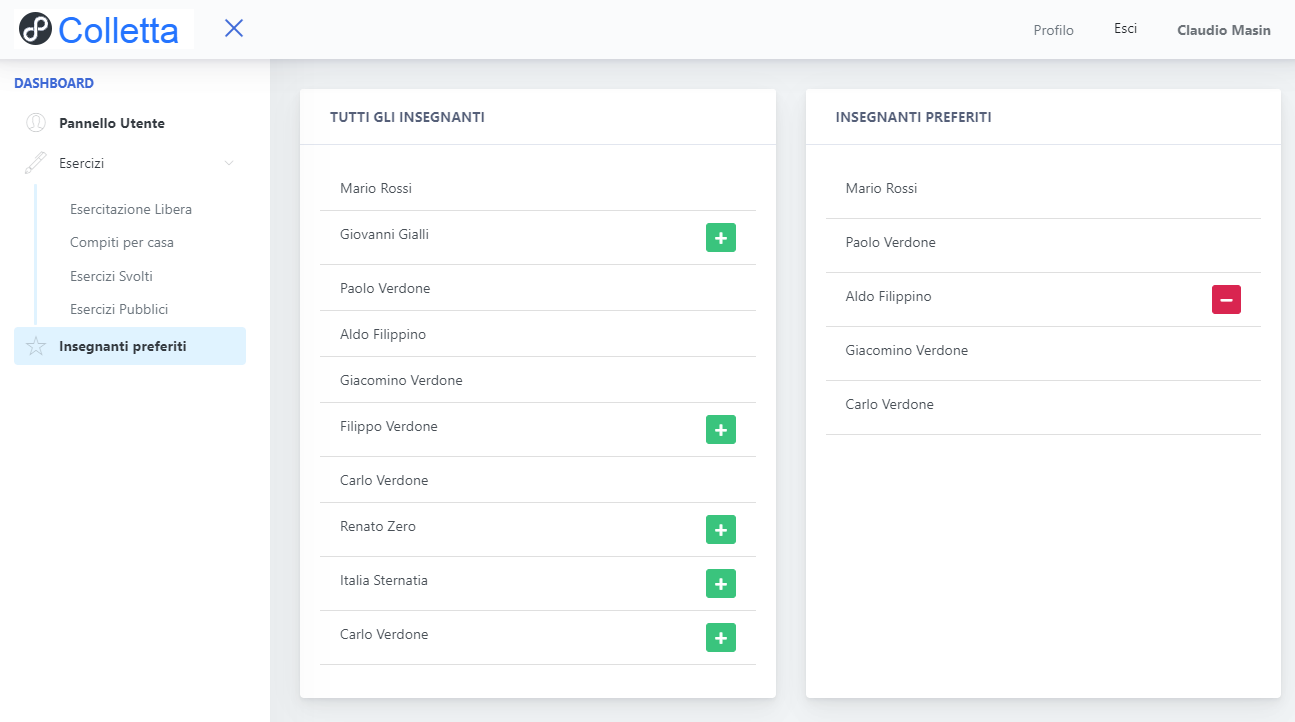 Colletta
Profilo
Esci
Claudio Masin
DASHBOARD
Pannello Utente
Esercizi
Esercitazione Libera
Compiti per casa
Esercizi Svolti
Esercizi Pubblici
Insegnanti preferiti
TUTTI GLI INSEGNANTI
Mario Rossi
Giovanni Gialli
Paolo Verdone
Aldo Filippino
Giacomino Verdone
Filippo Verdone
Carlo Verdone
Renato Zero
Italia Sternatia
Carlo Verdone
INSEGNANTI PREFERITI
Mario Rossi
Paolo Verdone
Aldo Filippino
Giacomino Verdone
Carlo Verdone